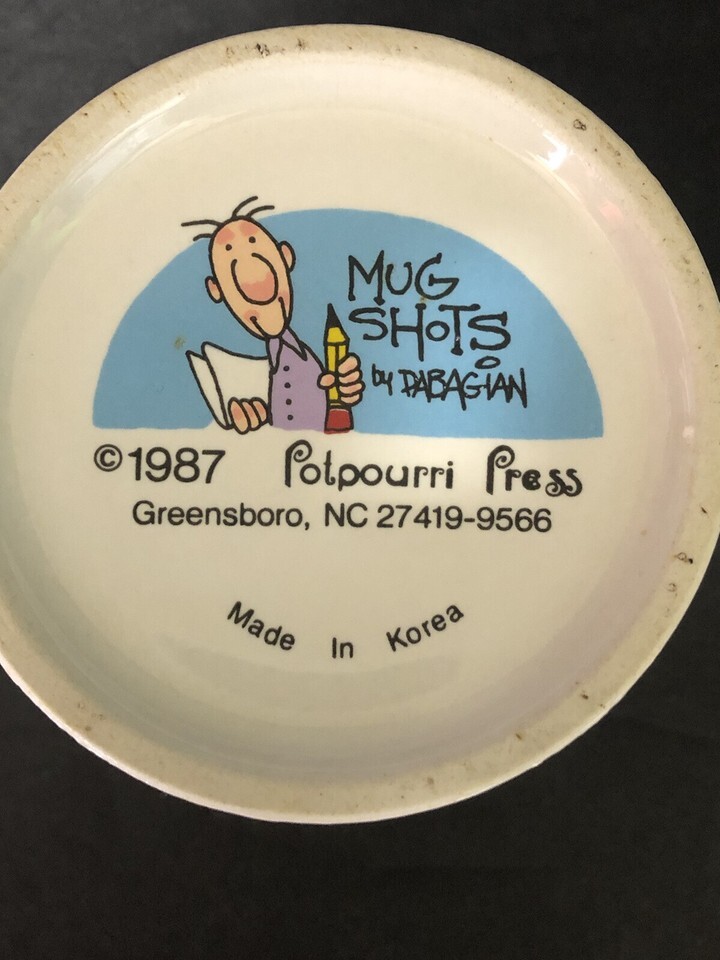 MUG
SHOTS
by DABAGIAN
©1987 Potpourri Press
Greensboro, NC 27419-9566
Made In Korea